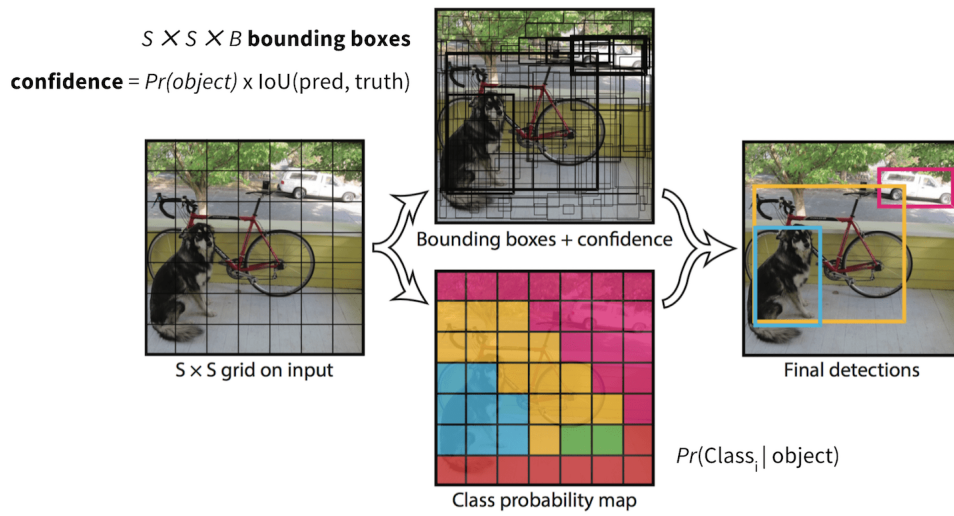 S × S × B bounding boxes
confidence = Pr(object) x IoU(pred, truth)
Bounding boxes + confidence
S × S grid on input
Final detections
Pr(Classᵢ | object)
Class probability map